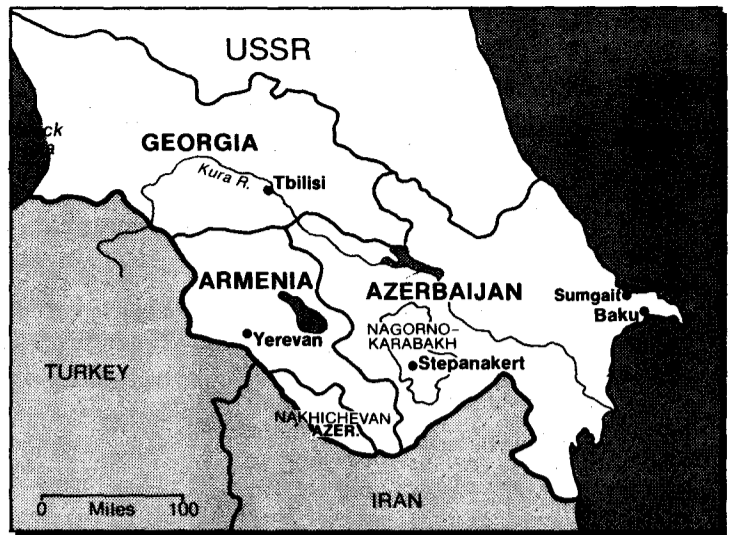 USSR
GEORGIA
Kura R.
Tbilisi
ARMENIA
AZERBAIJAN
Sumgait
Baku
NAGORNO-
KARABAKH
Yerevan
Stepanakert
TURKEY
NAKHICHEVAN
AZER.
IRAN
0 Miles 100